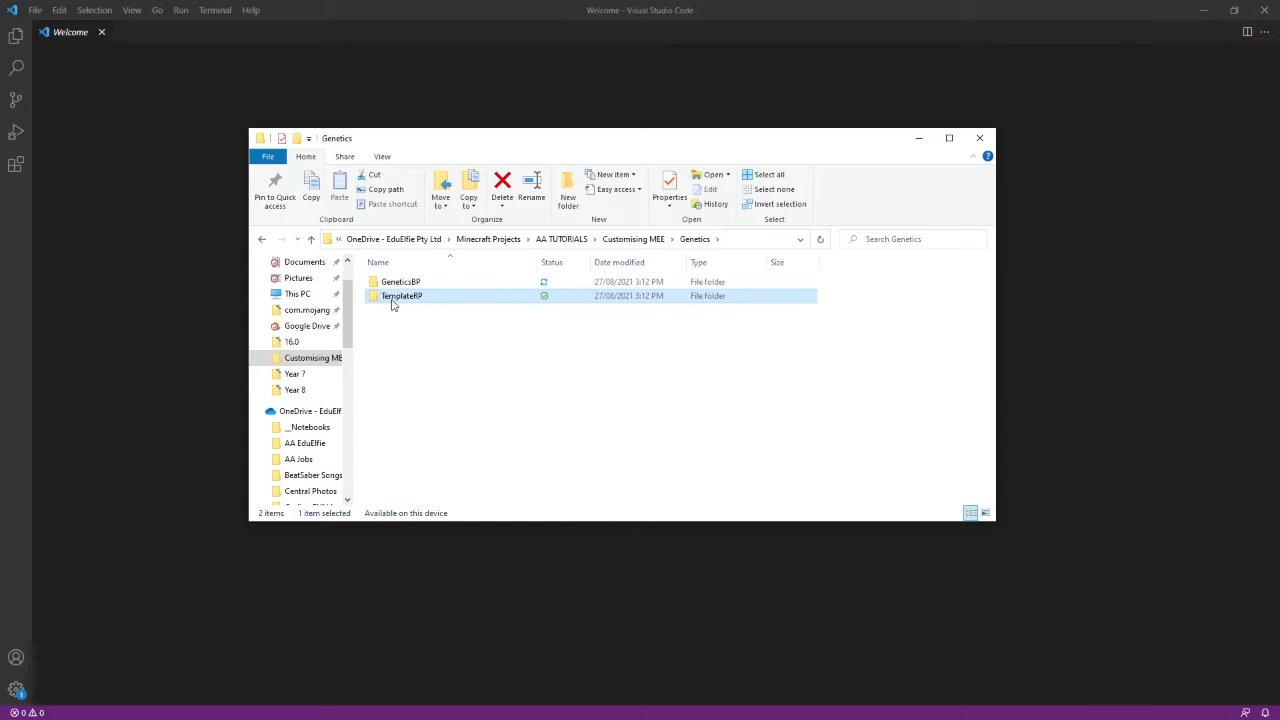 File Edit Selection View Go Run Terminal Help
Welcome - Visual Studio Code
Welcome
Genetics
File Home Share View
Pin to Quick access
Copy
Paste
Cut
Copy path
Paste shortcut
Clipboard
Move to
Copy to
Delete
Rename
Organize
New folder
New item
Easy access
New
Properties
Open
Edit
History
Open
Select all
Select none
Invert selection
Select
« OneDrive - EduElfie Pty Ltd > Minecraft Projects > AA TUTORIALS > Customising MEE > Genetics >
Search Genetics
Name Status Date modified Type Size
GeneticsBP 27/08/2021 3:12 PM File folder
TemplateRP 27/08/2021 3:12 PM File folder
Documents
Pictures
This PC
com.mojang
Google Drive
16.0
Customising ME
Year 7
Year 8
OneDrive - EduElf
__Notebooks
AA EduElfie
AA Jobs
BeatSaber Songs
Central Photos
2 items 1 item selected Available on this device
1
0 0